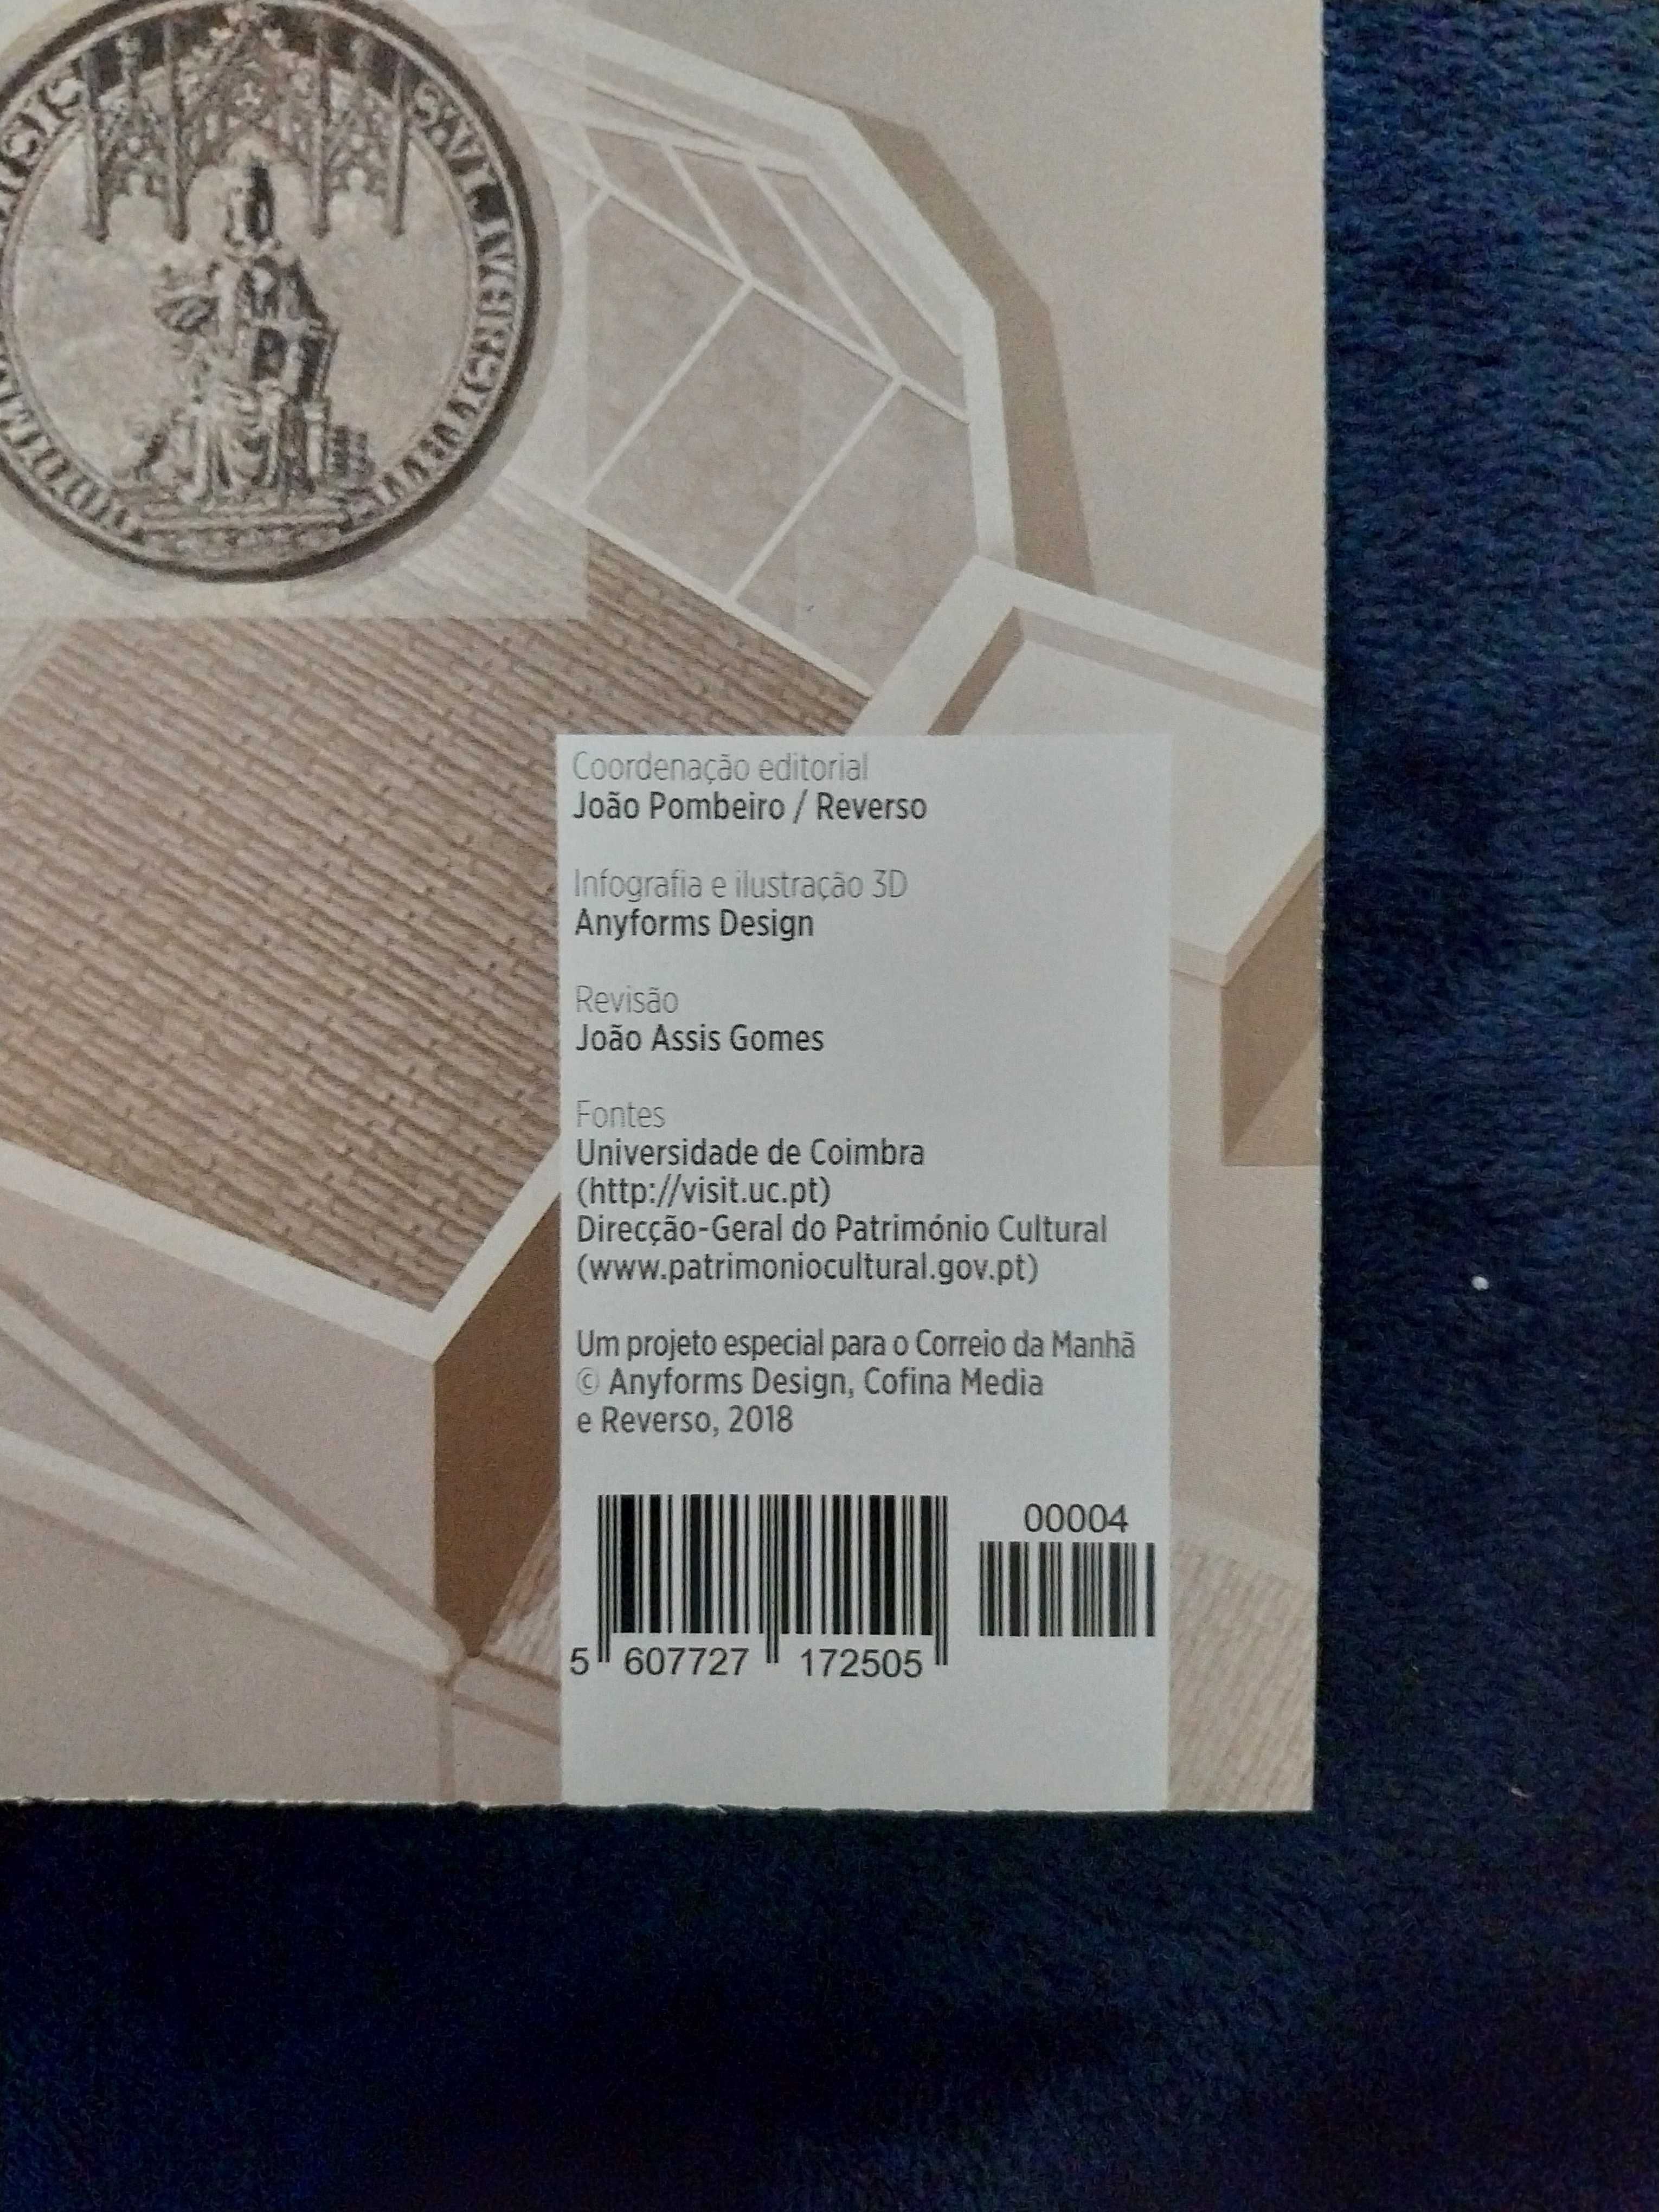 Coordenação editorial
João Pombeiro / Reverso
Infografia e ilustração 3D
Anyforms Design
Revisão
João Assis Gomes
Fontes
Universidade de Coimbra
(http://visit.uc.pt)
Direcção-Geral do Património Cultural
(www.patrimoniocultural.gov.pt)
Um projeto especial para o Correio da Manhã
© Anyforms Design, Cofina Media
e Reverso, 2018
00004
5 607727 172505